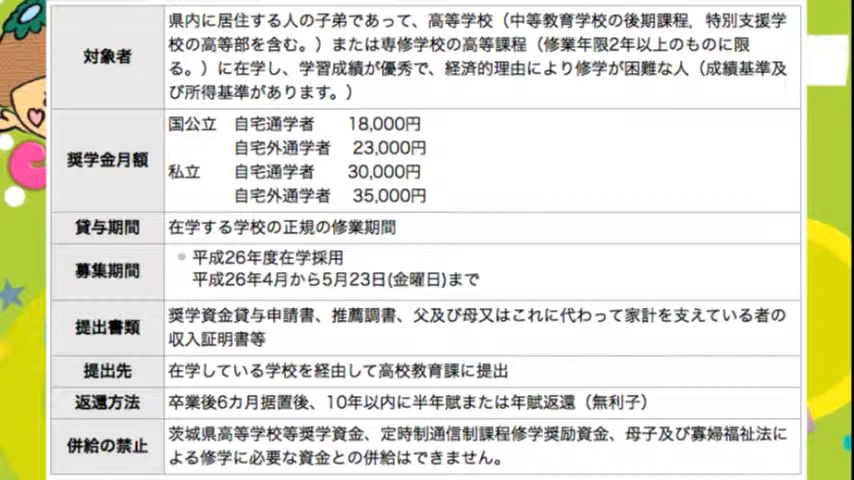 対象者
県内に居住する人の子弟であって、高等学校（中等教育学校の後期課程，特別支援学
校の高等部を含む。）または専修学校の高等課程（修業年限2年以上のものに限
る。）に在学し、学習成績が優秀で、経済的理由により修学が困難な人（成績基準及
び所得基準があります。）
奨学金月額
国公立 自宅通学者 18,000円
自宅外通学者 23,000円
私立 自宅通学者 30,000円
自宅外通学者 35,000円
貸与期間
在学する学校の正規の修業期間
募集期間
平成26年度在学採用
平成26年4月から5月23日(金曜日)まで
提出書類
奨学資金貸与申請書、推薦調書、父及び母又はこれに代わって家計を支えている者の
収入証明書等
提出先
在学している学校を経由して高校教育課に提出
返還方法
卒業後6カ月据置後、10年以内に半年賦または年賦返還（無利子）
併給の禁止
茨城県高等学校等奨学資金、定時制通信制課程修学奨励資金、母子及び寡婦福祉法に
よる修学に必要な資金との併給はできません。